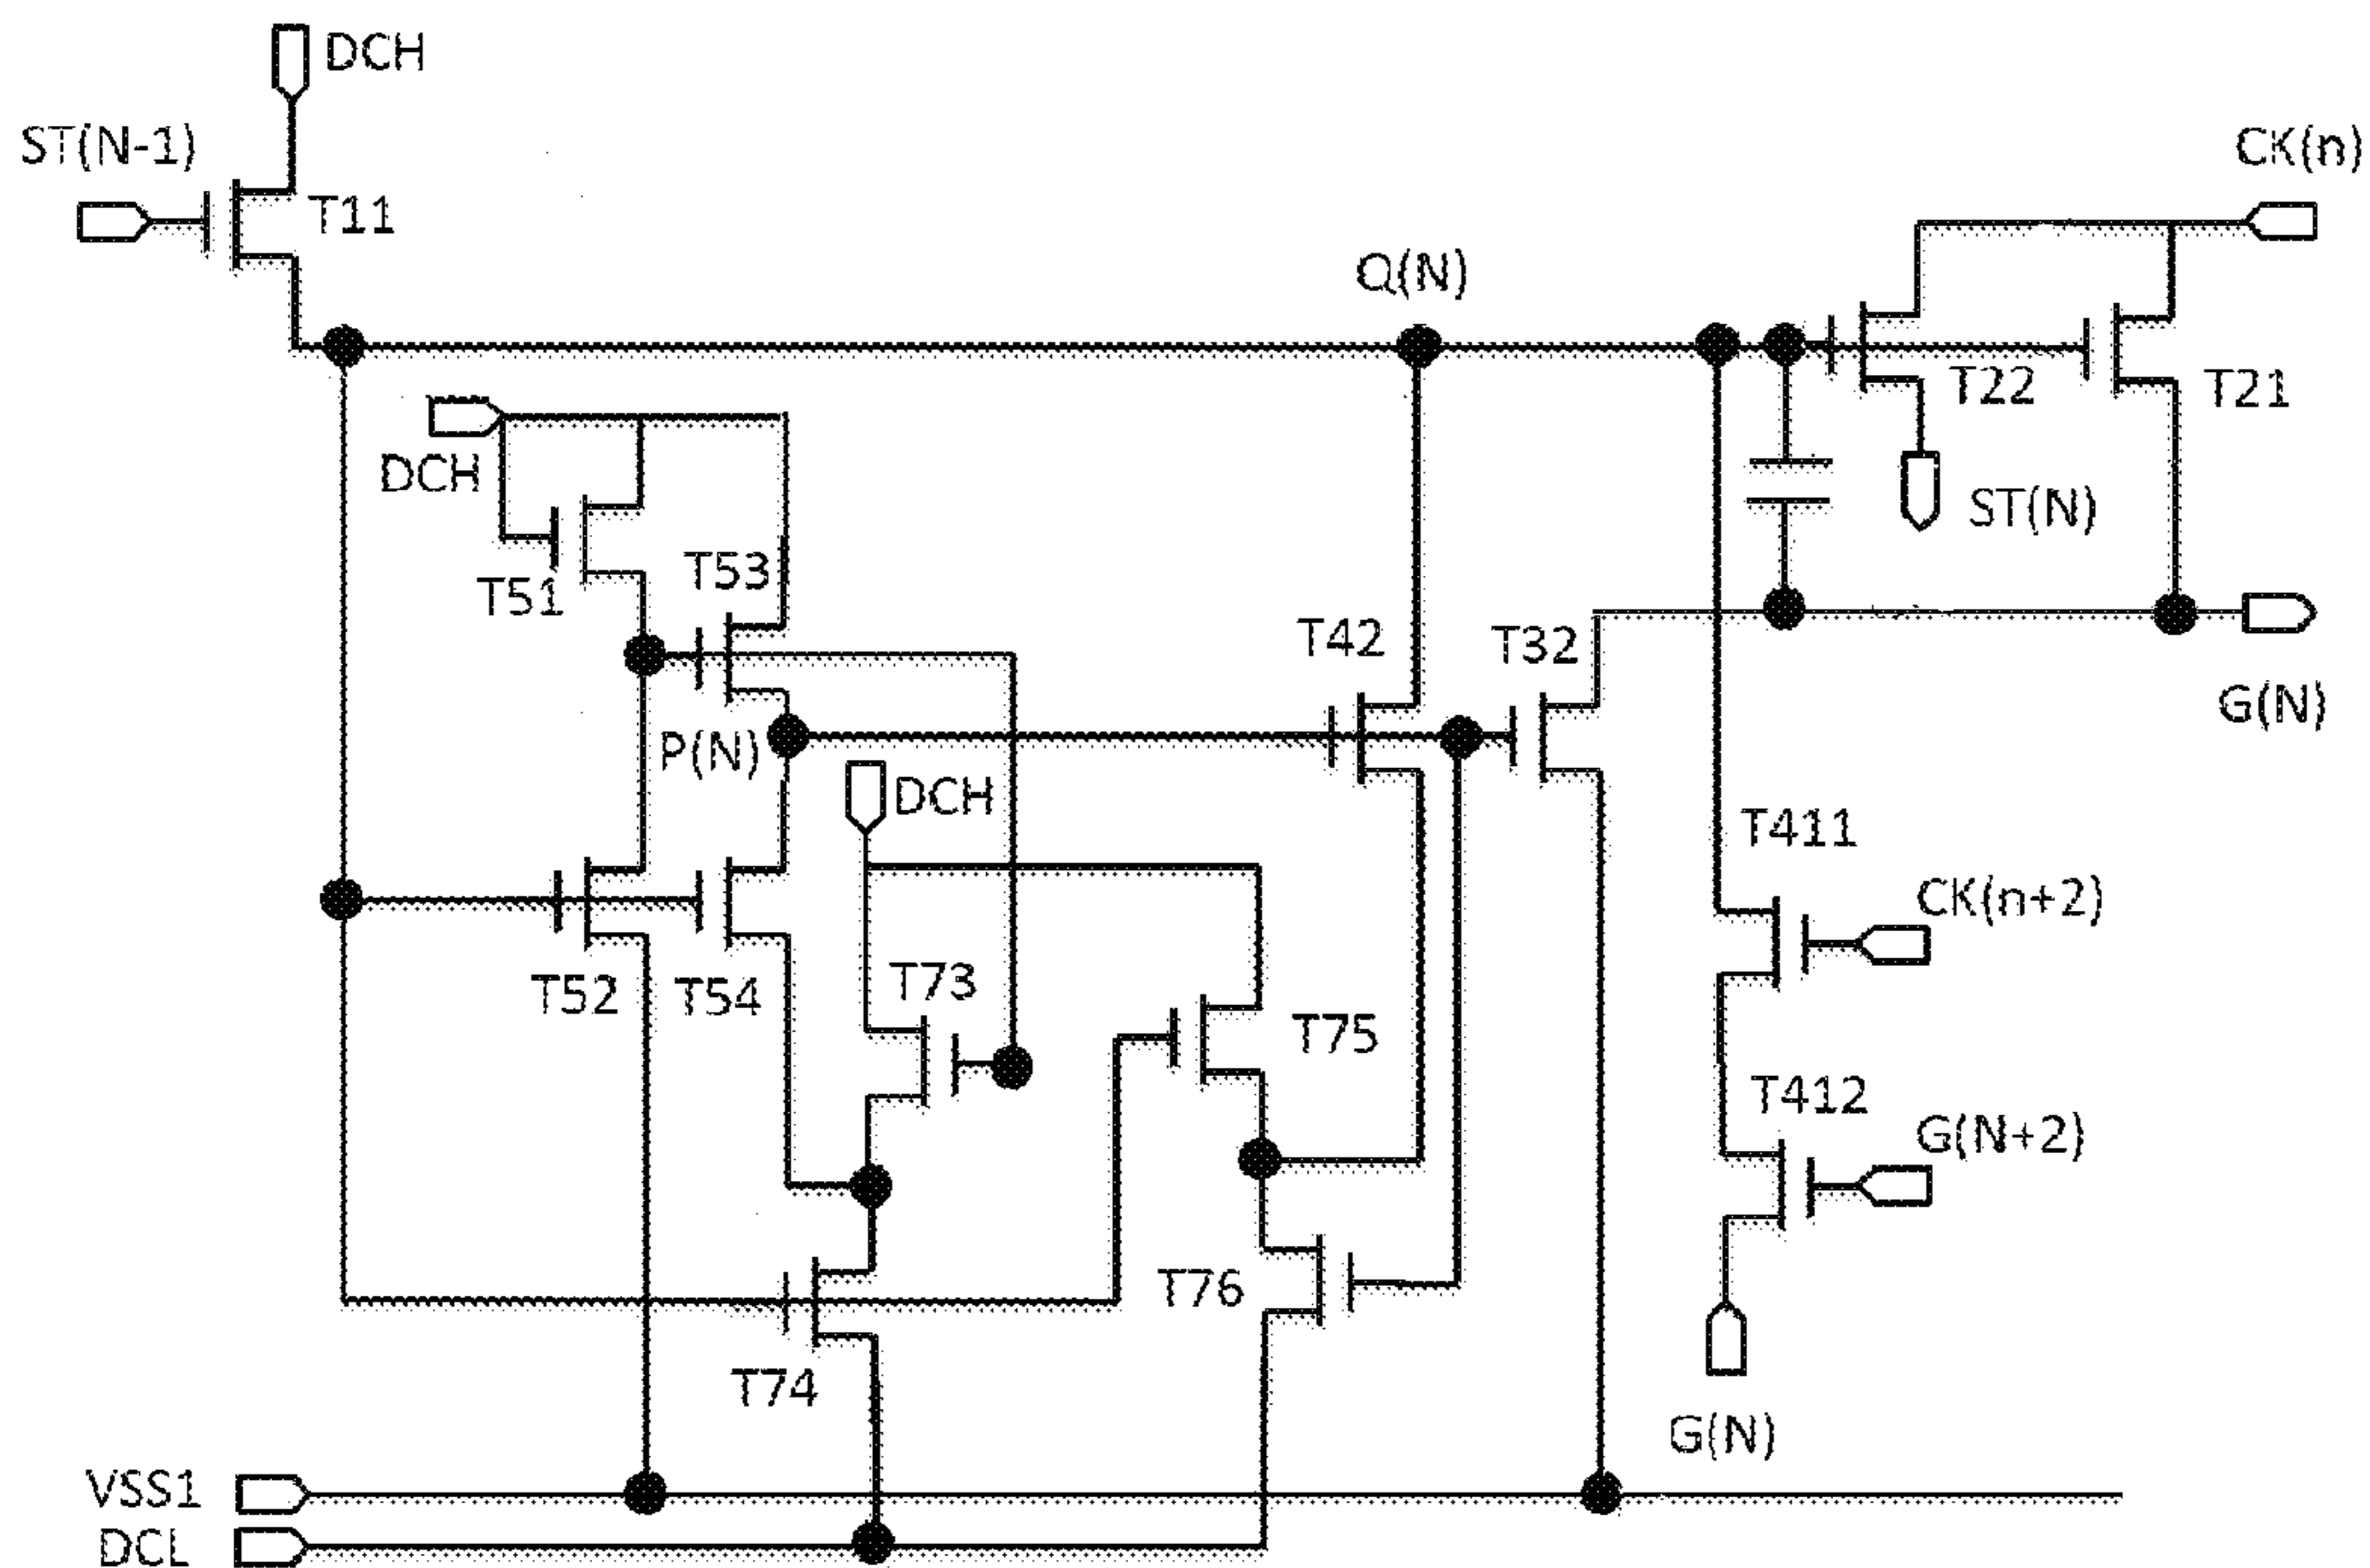 DCH
ST(N-1)
CK(n)
T11
Q(N)
T22
T21
DCH
ST(N)
T53
T51
T42
T32
G(N)
P(N)
DCH
T411
CK(n+2)
T52
T54
T73
T75
T412
G(N+2)
T76
T74
G(N)
VSS1
DCL